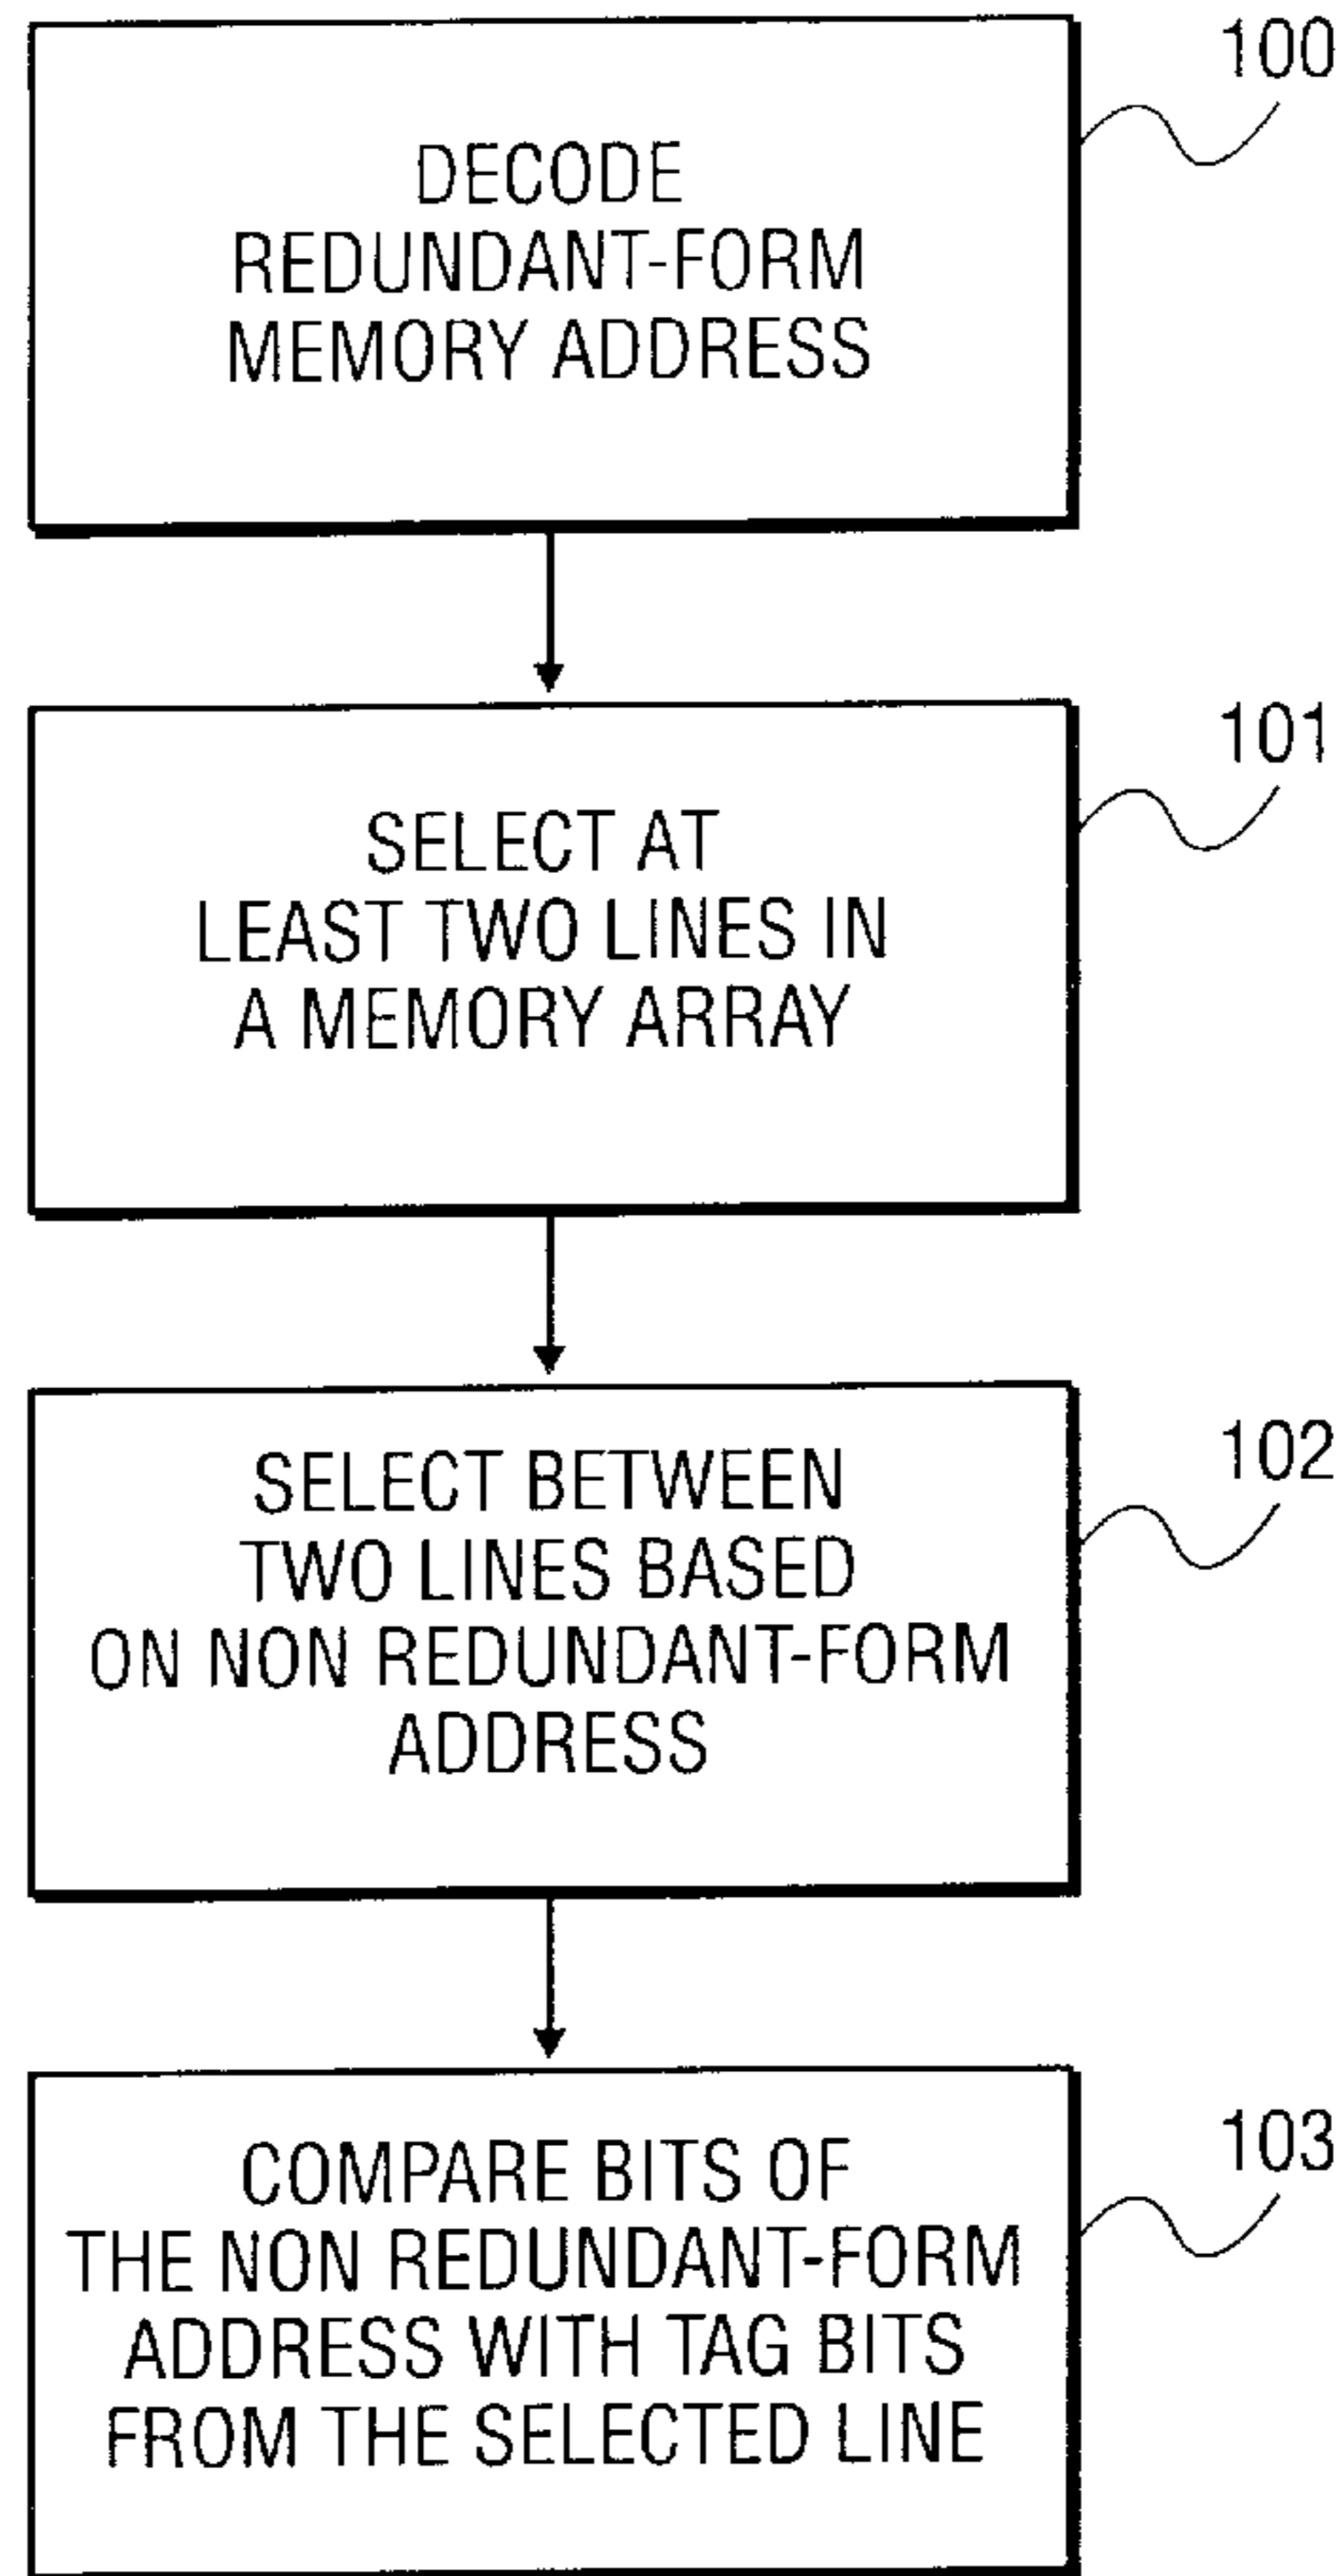 100
DECODE
REDUNDANT-FORM
MEMORY ADDRESS
101
SELECT AT
LEAST TWO LINES IN
A MEMORY ARRAY
102
SELECT BETWEEN
TWO LINES BASED
ON NON REDUNDANT-FORM
ADDRESS
103
COMPARE BITS OF
THE NON REDUNDANT-FORM
ADDRESS WITH TAG BITS
FROM THE SELECTED LINE